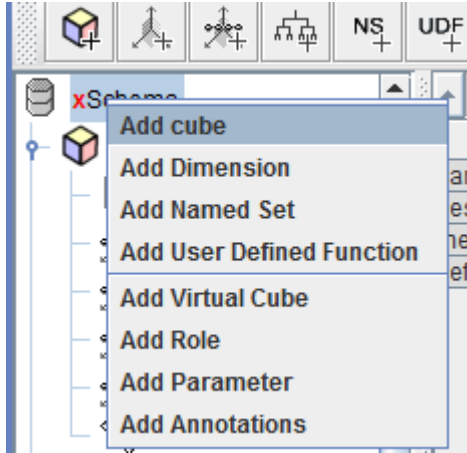 NS
UDF
xSchema
Add cube
Add Dimension
Add Named Set
Add User Defined Function
Add Virtual Cube
Add Role
Add Parameter
Add Annotations